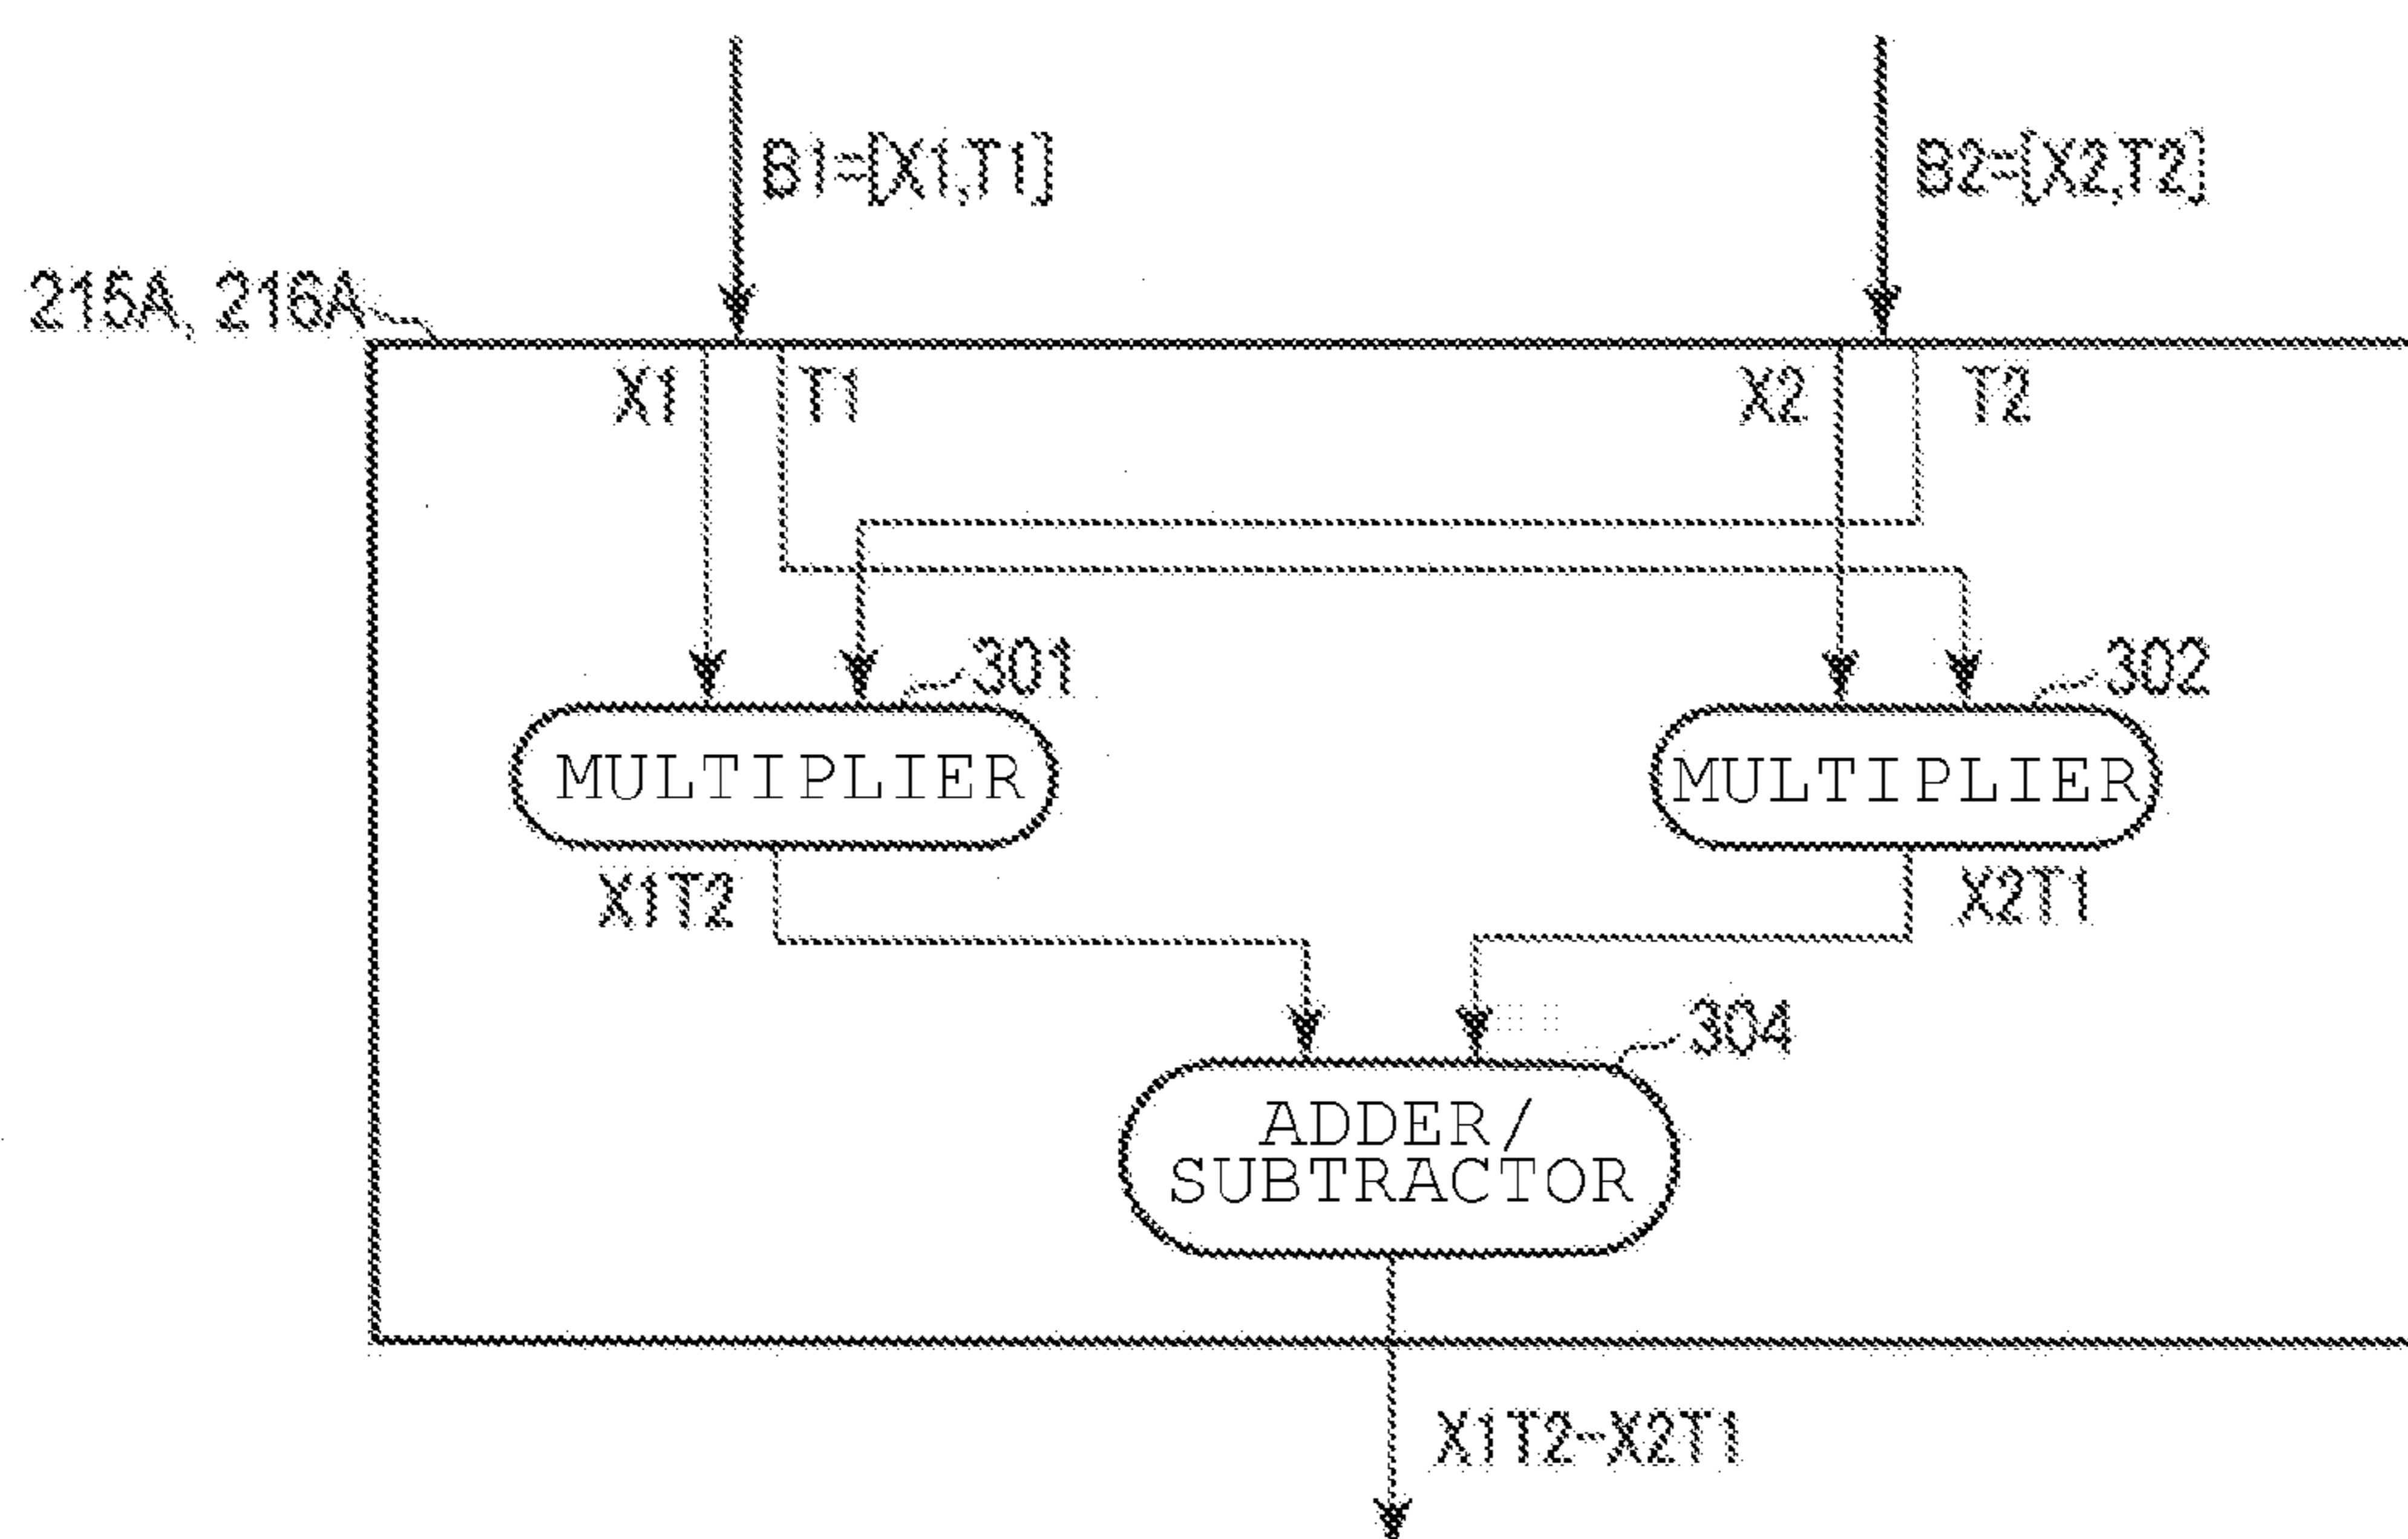 B1=[X1,T1]
B2=[X2,T2]
215A, 216A
X1
T1
X2
T2
301
302
MULTIPLIER
MULTIPLIER
X1T2
X2T1
304
ADDER/
SUBTRACTOR
X1T2-X2T1